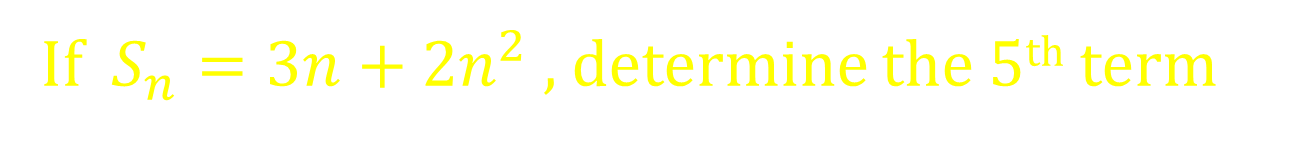 If Sₙ = 3n + 2n² , determine the 5ᵗʰ term